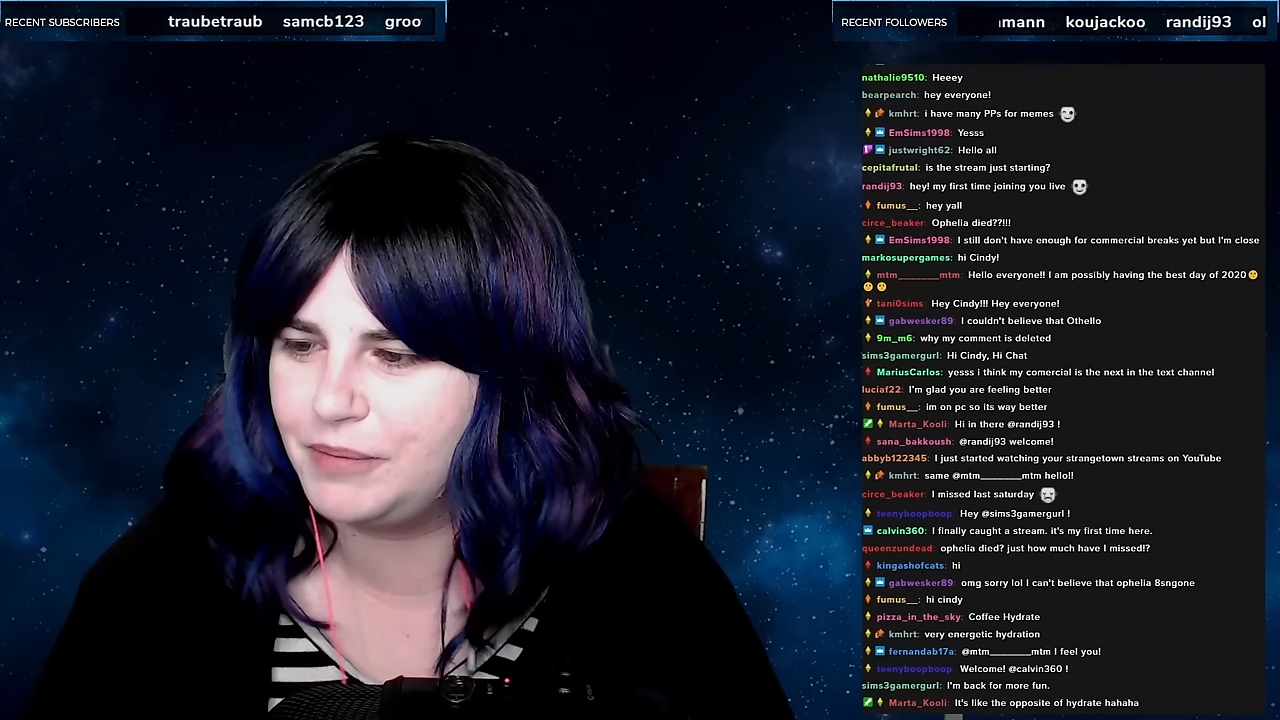 RECENT SUBSCRIBERS traubetraub samcb123 groo
RECENT FOLLOWERS mann koujackoo randij93 ol
nathalie9510: Heeey
bearpearch: hey everyone!
kmhrt: i have many PPs for memes
EmSims1998: Yesss
justwright62: Hello all
cepitafrutal: is the stream just starting?
randij93: hey! my first time joining you live
fumus__: hey yall
circe_beaker: Ophelia died??!!!
EmSims1998: I still don't have enough for commercial breaks yet but I'm close
markosupergames: hi Cindy!
mtm_______mtm: Hello everyone!! I am possibly having the best day of 2020
tani0sims: Hey Cindy!!! Hey everyone!
gabwesker89: I couldn't believe that Othello
9m_m6: why my comment is deleted
sims3gamergurl: Hi Cindy, Hi Chat
MariusCarlos: yesss i think my comercial is the next in the text channel
luciaf22: I'm glad you are feeling better
fumus__: im on pc so its way better
Marta_Kooli: Hi in there @randij93 !
sana_bakkoush: @randij93 welcome!
abbyb122345: I just started watching your strangetown streams on YouTube
kmhrt: same @mtm_______mtm hello!!
circe_beaker: I missed last saturday
teenyboopboop: Hey @sims3gamergurl !
calvin360: I finally caught a stream. it's my first time here.
queenzundead: ophelia died? just how much have I missed!?
kingashofcats: hi
gabwesker89: omg sorry lol I can't believe that ophelia 8sngone
fumus__: hi cindy
pizza_in_the_sky: Coffee Hydrate
kmhrt: very energetic hydration
fernandab17a: @mtm_______mtm I feel you!
teenyboopboop: Welcome! @calvin360 !
sims3gamergurl: I'm back for more fun.
Marta_Kooli: It's like the opposite of hydrate hahaha